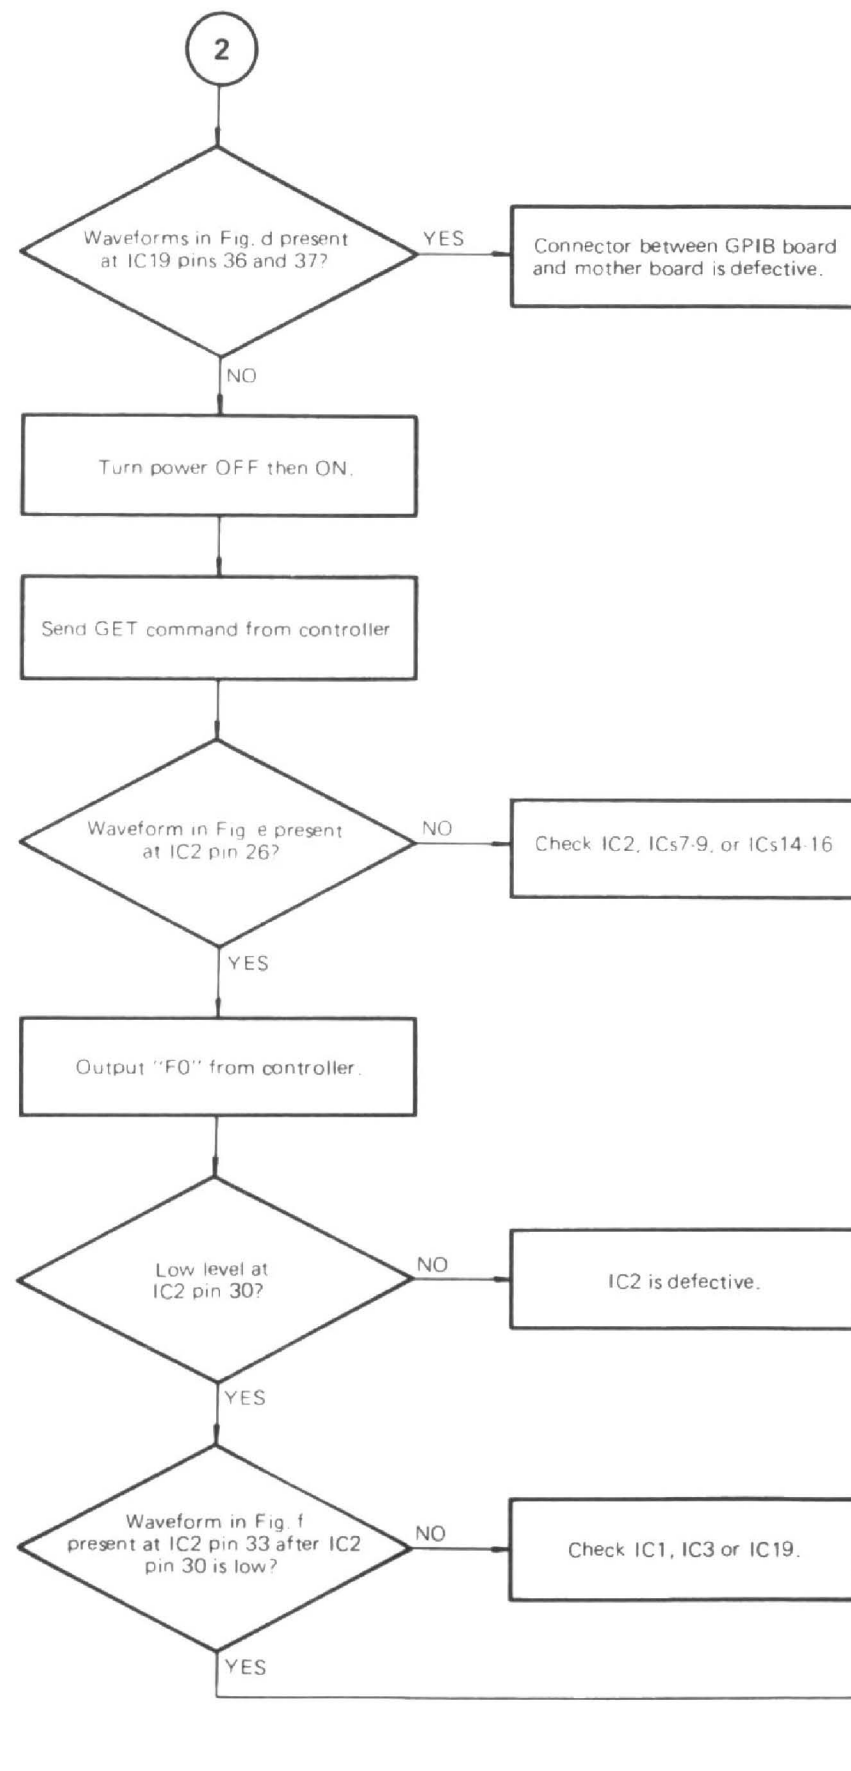 2
Waveforms in Fig. d present
at IC19 pins 36 and 37?
YES
Connector between GPIB board
and mother board is defective.
NO
Turn power OFF then ON.
Send GET command from controller
Waveform in Fig e present
at IC2 pin 26?
NO
Check IC2, ICs7-9, or ICs14-16
YES
Output "F0" from controller.
Low level at
IC2 pin 30?
NO
IC2 is defective.
YES
Waveform in Fig. f
present at IC2 pin 33 after IC2
pin 30 is low?
NO
Check IC1, IC3 or IC19.
YES